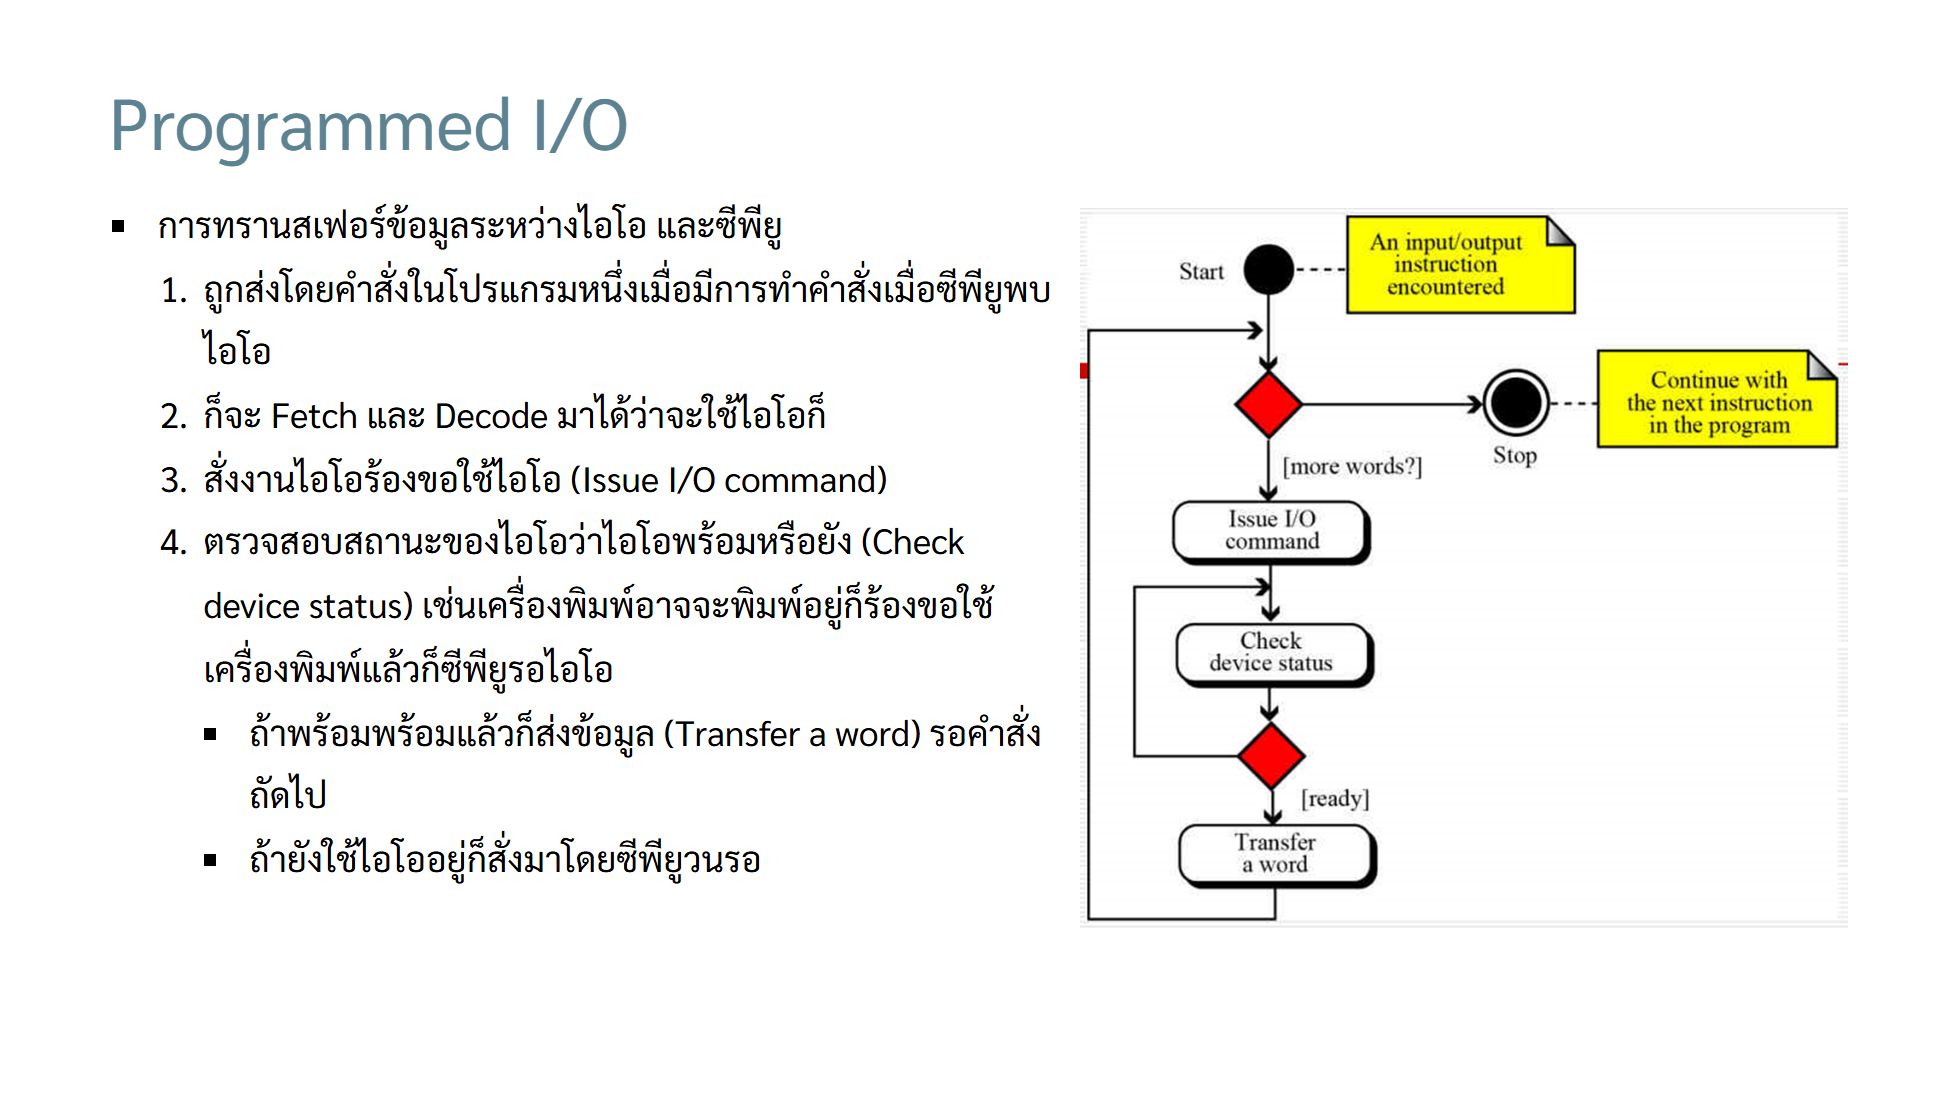 Programmed I/O
▪ การทรานสเฟอร์ข้อมูลระหว่างไอโอ และซีพียู
1. ถูกส่งโดยคำสั่งในโปรแกรมหนึ่งเมื่อมีการทำคำสั่งเมื่อซีพียูพบ
ไอโอ
2. ก็จะ Fetch และ Decode มาได้ว่าจะใช้ไอโอก็
3. สั่งงานไอโอร้องขอใช้ไอโอ (Issue I/O command)
4. ตรวจสอบสถานะของไอโอว่าไอโอพร้อมหรือยัง (Check
device status) เช่นเครื่องพิมพ์อาจจะพิมพ์อยู่ก็ร้องขอใช้
เครื่องพิมพ์แล้วก็ซีพียูรอไอโอ
▪ ถ้าพร้อมพร้อมแล้วก็ส่งข้อมูล (Transfer a word) รอคำสั่ง
ถัดไป
▪ ถ้ายังใช้ไอโออยู่ก็สั่งมาโดยซีพียูวนรอ
Start
An input/output
instruction
encountered
Continue with
the next instruction
in the program
Stop
[more words?]
Issue I/O
command
Check
device status
[ready]
Transfer
a word